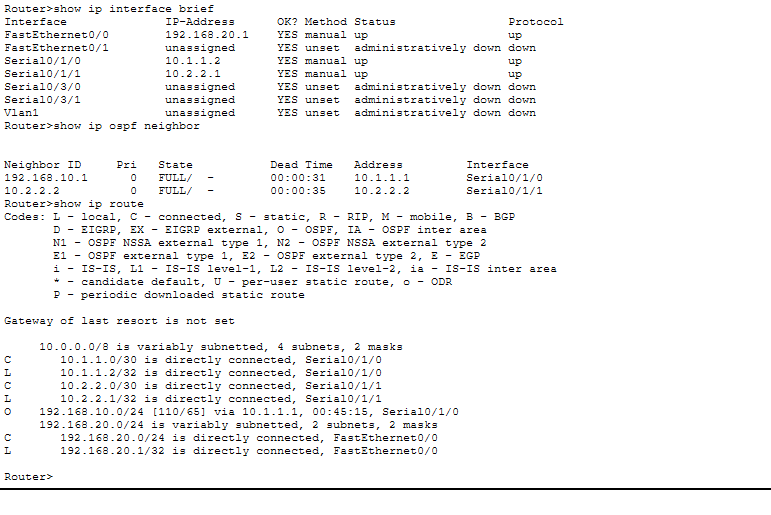 Router>show ip interface brief
Interface              IP-Address      OK? Method Status                Protocol
FastEthernet0/0        192.168.20.1    YES manual up                    up
FastEthernet0/1        unassigned      YES unset  administratively down down
Serial0/1/0            10.1.1.2        YES manual up                    up
Serial0/1/1            10.2.2.1        YES manual up                    up
Serial0/3/0            unassigned      YES unset  administratively down down
Serial0/3/1            unassigned      YES unset  administratively down down
Vlan1                  unassigned      YES unset  administratively down down
Router>show ip ospf neighbor
Neighbor ID     Pri   State           Dead Time   Address         Interface
192.168.10.1      0   FULL/  -        00:00:31    10.1.1.1        Serial0/1/0
10.2.2.2          0   FULL/  -        00:00:35    10.2.2.2        Serial0/1/1
Router>show ip route
Codes: L - local, C - connected, S - static, R - RIP, M - mobile, B - BGP
       D - EIGRP, EX - EIGRP external, O - OSPF, IA - OSPF inter area
       N1 - OSPF NSSA external type 1, N2 - OSPF NSSA external type 2
       E1 - OSPF external type 1, E2 - OSPF external type 2, E - EGP
       i - IS-IS, L1 - IS-IS level-1, L2 - IS-IS level-2, ia - IS-IS inter area
       * - candidate default, U - per-user static route, o - ODR
       P - periodic downloaded static route
Gateway of last resort is not set
     10.0.0.0/8 is variably subnetted, 4 subnets, 2 masks
C       10.1.1.0/30 is directly connected, Serial0/1/0
L       10.1.1.2/32 is directly connected, Serial0/1/0
C       10.2.2.0/30 is directly connected, Serial0/1/1
L       10.2.2.1/32 is directly connected, Serial0/1/1
O    192.168.10.0/24 [110/65] via 10.1.1.1, 00:45:15, Serial0/1/0
     192.168.20.0/24 is variably subnetted, 2 subnets, 2 masks
C       192.168.20.0/24 is directly connected, FastEthernet0/0
L       192.168.20.1/32 is directly connected, FastEthernet0/0
Router>